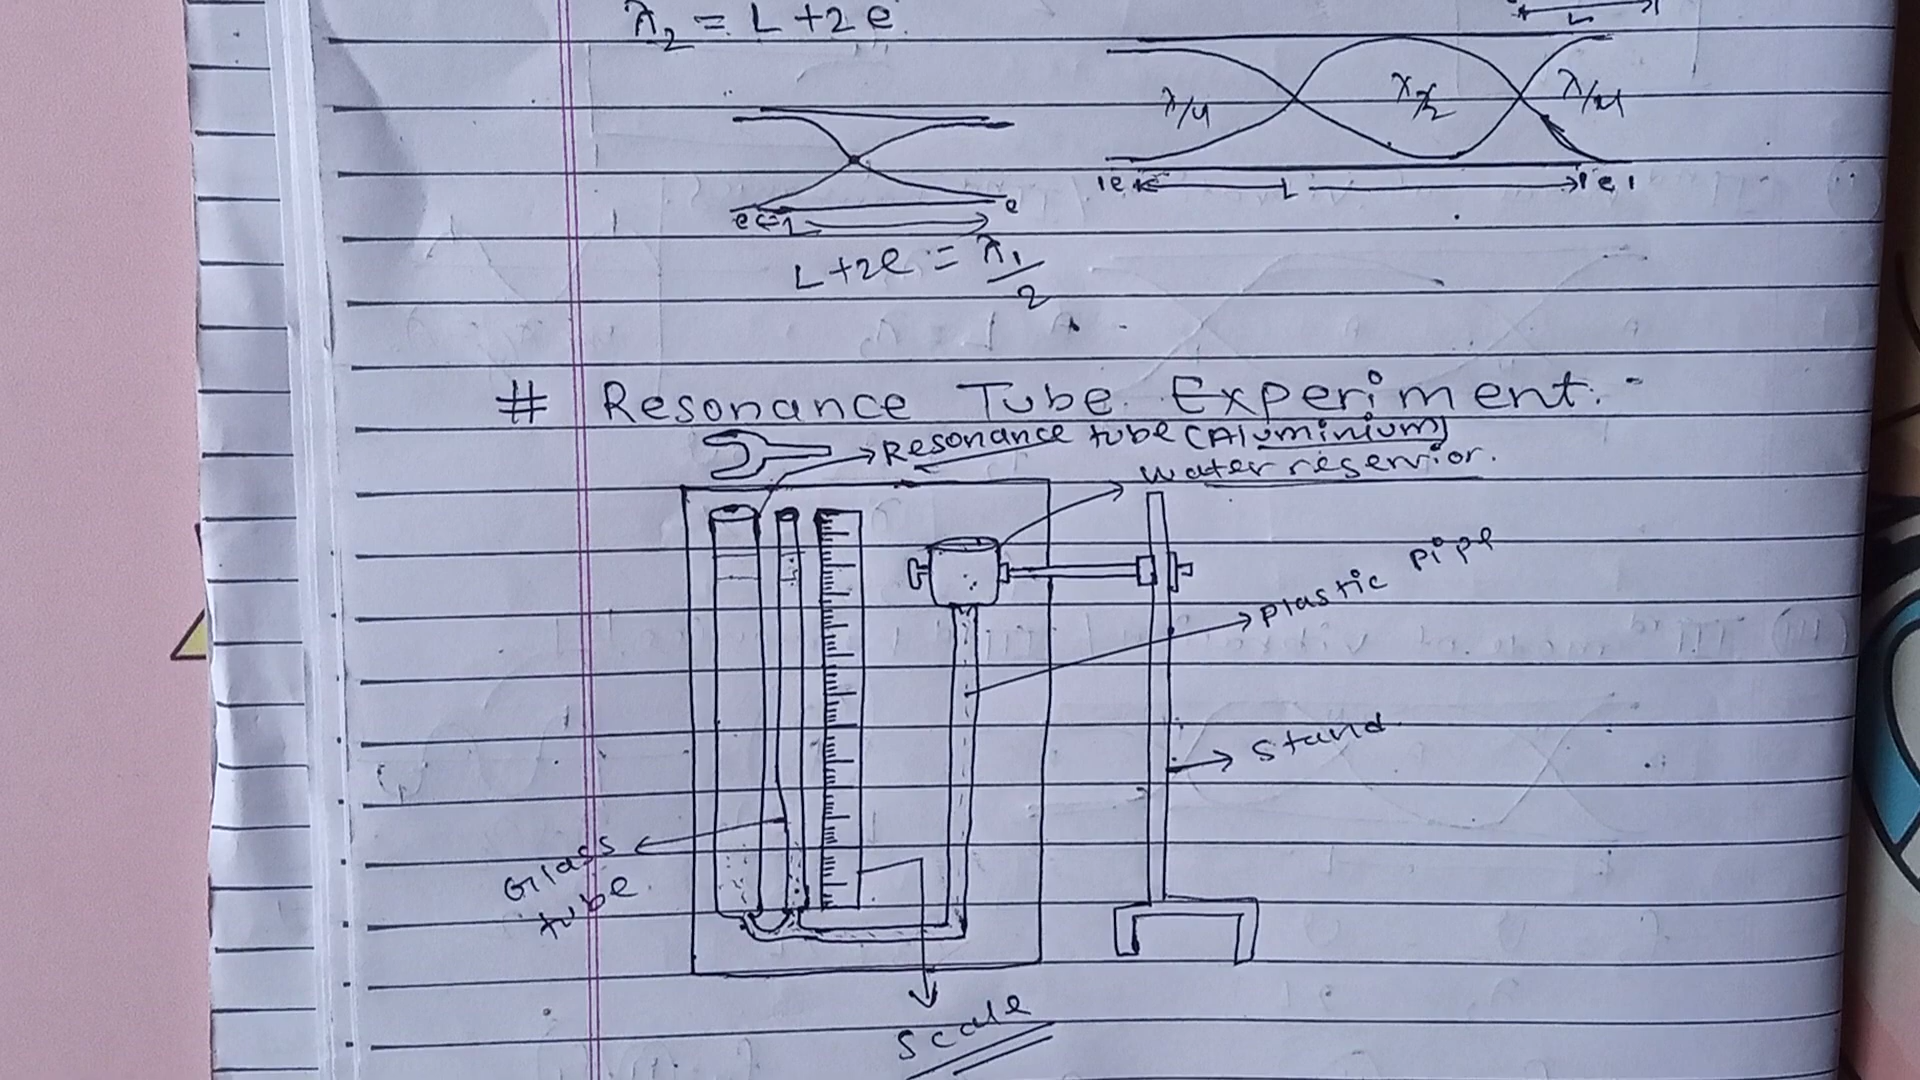 λ₂ = L + 2e
L
λ/4 λ/2 λ/4
e L e
e L e
L + 2e = λ₁/2
# Resonance Tube Experiment:-
Resonance tube (Aluminium)
water reservior.
plastic pipe
Stand
Glass
tube
Scale